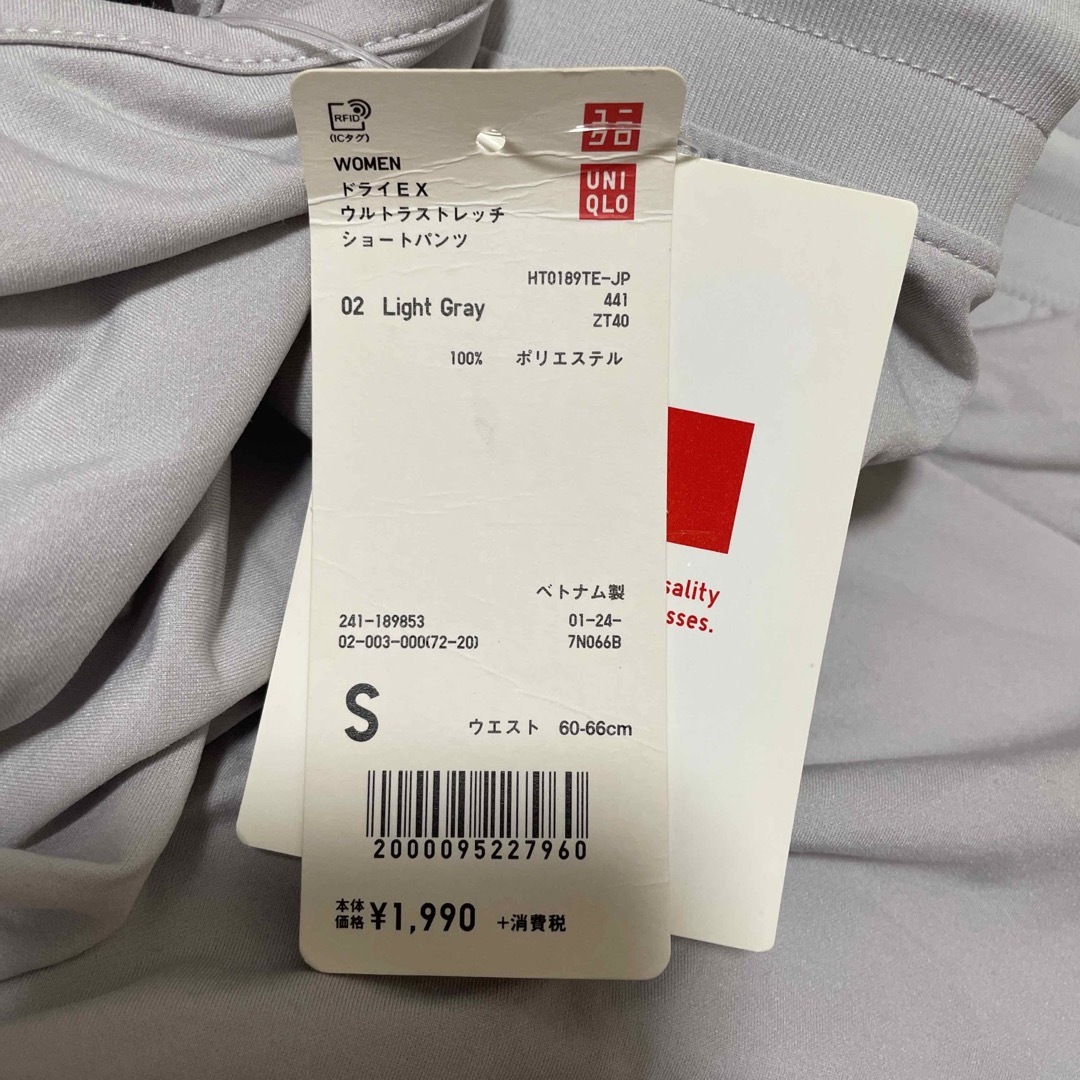 RFID
(ICタグ)
ユニ
クロ
UNI
QLO
WOMEN
ドライEX
ウルトラストレッチ
ショートパンツ
HT0189TE-JP
02 Light Gray
441
ZT40
100% ポリエステル
ベトナム製
241-189853 01-24-
02-003-000(72-20) 7N066B
S ウエスト 60-66cm
2000095227960
本体
価格 ¥1,990 +消費税
sality
sses.